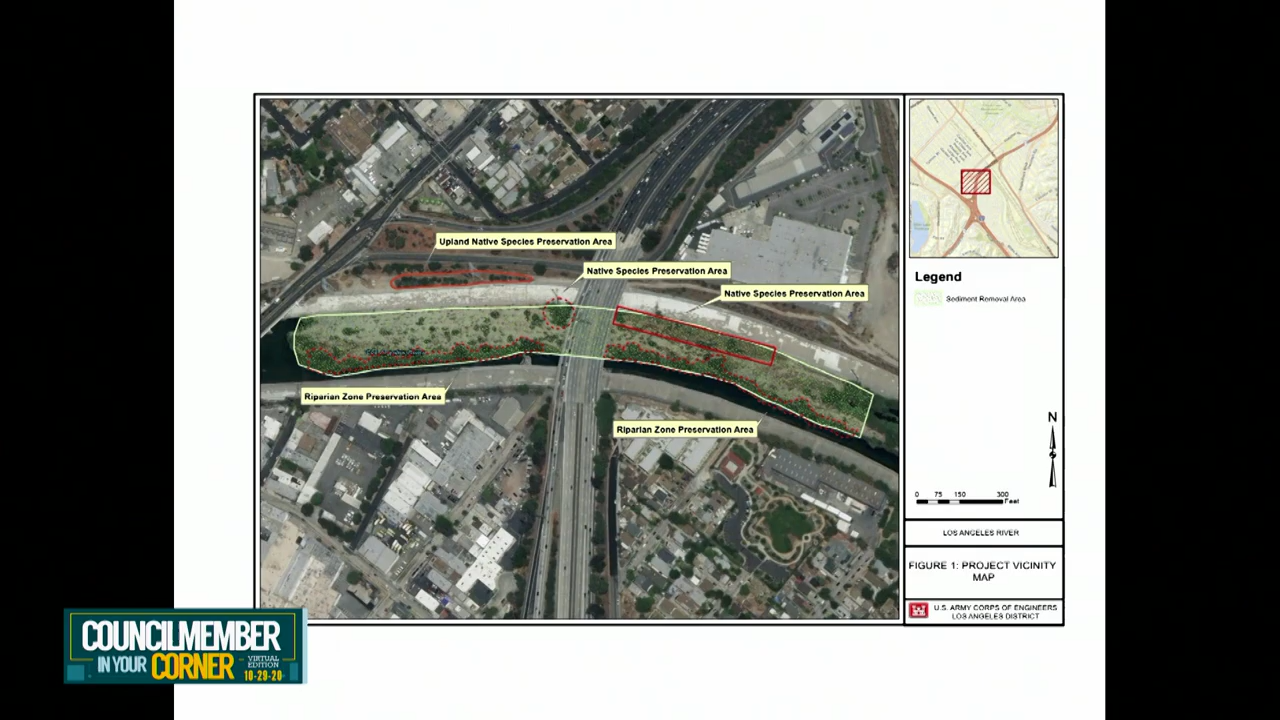 Upland Native Species Preservation Area
Native Species Preservation Area
Native Species Preservation Area
Riparian Zone Preservation Area
Riparian Zone Preservation Area
Legend
Sediment Removal Area
N
0 75 150 300
Feet
LOS ANGELES RIVER
FIGURE 1: PROJECT VICINITY
MAP
U.S. ARMY CORPS OF ENGINEERS
LOS ANGELES DISTRICT
COUNCILMEMBER
IN YOUR CORNER
VIRTUAL
EDITION
10-29-20